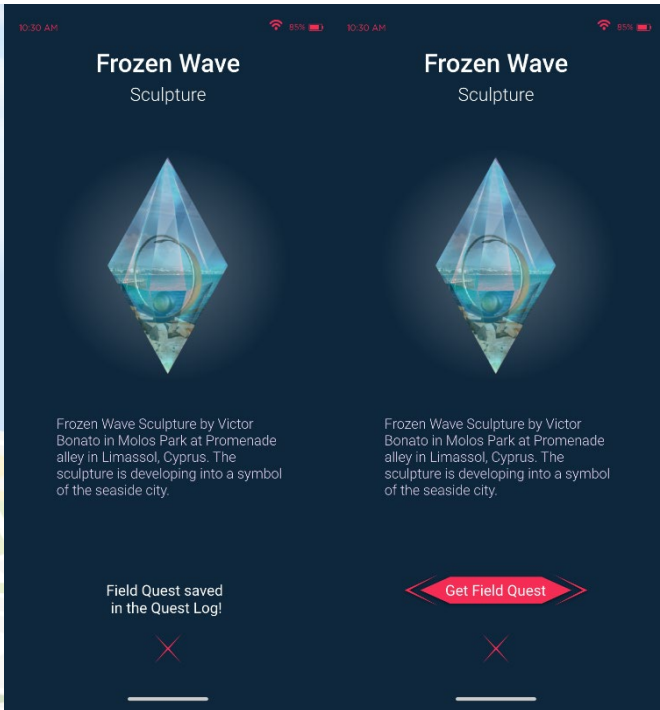 10:30 AM 85%
Frozen Wave
Sculpture
Frozen Wave Sculpture by Victor
Bonato in Molos Park at Promenade
alley in Limassol, Cyprus. The
sculpture is developing into a symbol
of the seaside city.
Field Quest saved
in the Quest Log!
10:30 AM 85%
Frozen Wave
Sculpture
Frozen Wave Sculpture by Victor
Bonato in Molos Park at Promenade
alley in Limassol, Cyprus. The
sculpture is developing into a symbol
of the seaside city.
Get Field Quest